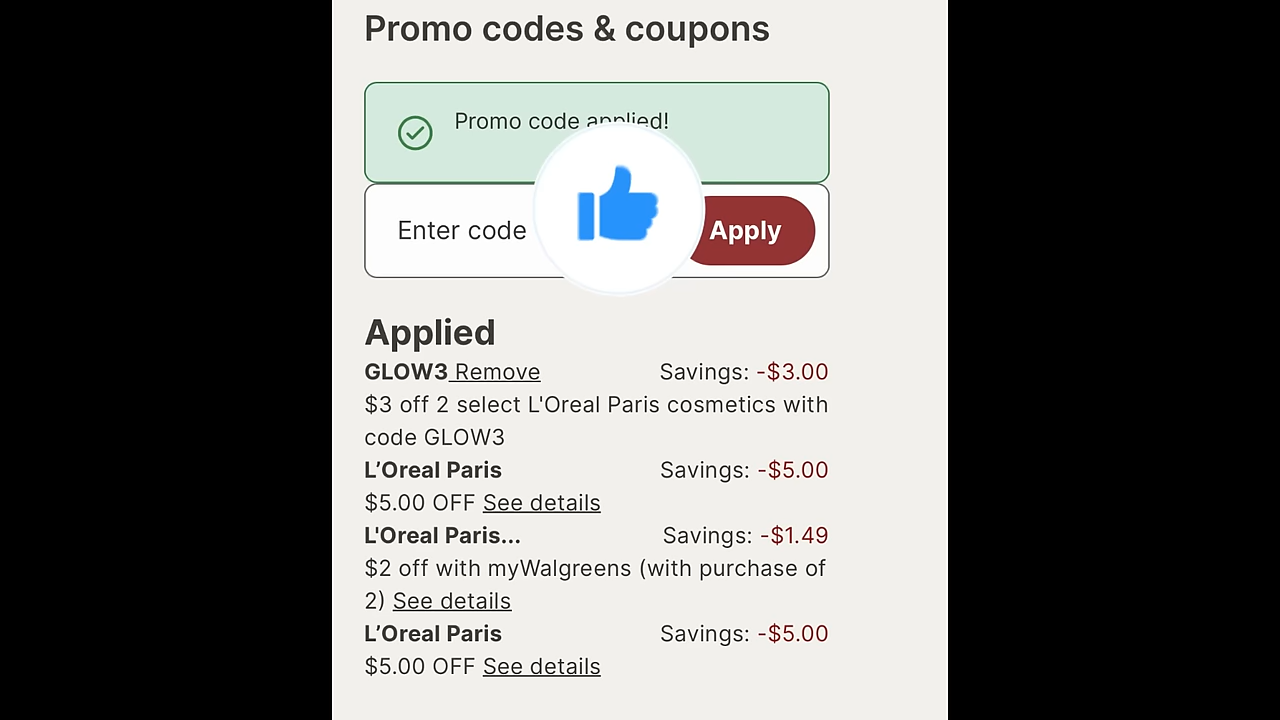 Promo codes & coupons
Promo code applied!
Enter code
Apply
Applied
GLOW3 Remove Savings: -$3.00
$3 off 2 select L'Oreal Paris cosmetics with
code GLOW3
L’Oreal Paris Savings: -$5.00
$5.00 OFF See details
L'Oreal Paris... Savings: -$1.49
$2 off with myWalgreens (with purchase of
2) See details
L’Oreal Paris Savings: -$5.00
$5.00 OFF See details